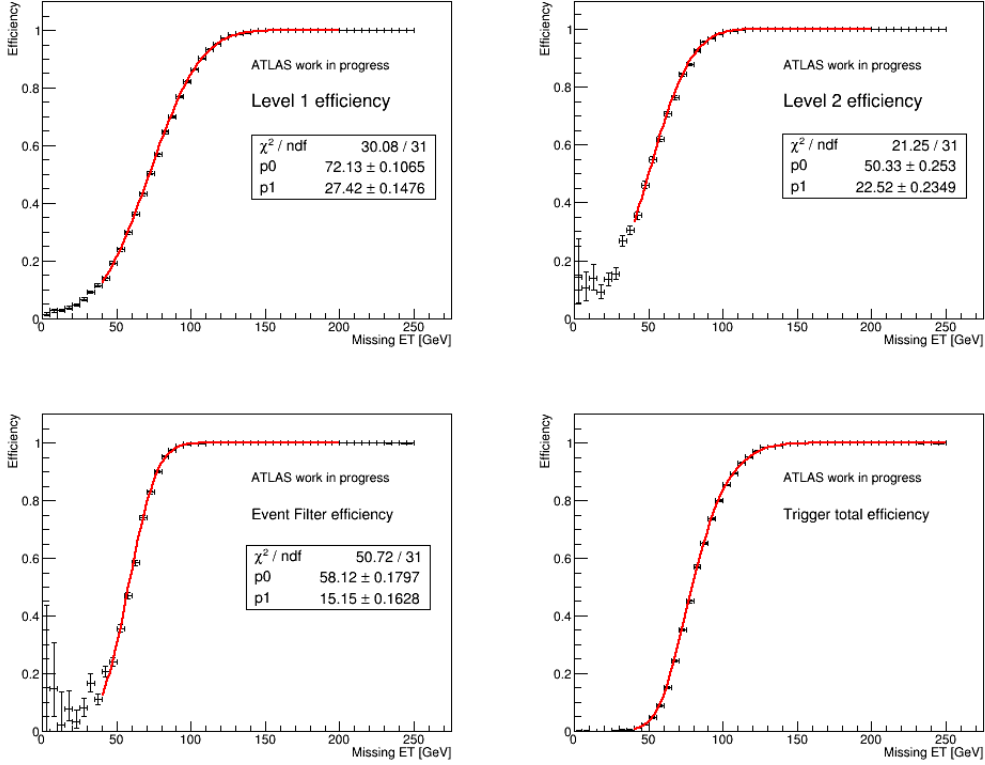 Efficiency
1
0.8
0.6
0.4
0.2
0
ATLAS work in progress
Level 1 efficiency
χ² / ndf 30.08 / 31
p0 72.13 ± 0.1065
p1 27.42 ± 0.1476
0 50 100 150 200 250
Missing ET [GeV]
Efficiency
1
0.8
0.6
0.4
0.2
0
ATLAS work in progress
Level 2 efficiency
χ² / ndf 21.25 / 31
p0 50.33 ± 0.253
p1 22.52 ± 0.2349
0 50 100 150 200 250
Missing ET [GeV]
Efficiency
1
0.8
0.6
0.4
0.2
0
ATLAS work in progress
Event Filter efficiency
χ² / ndf 50.72 / 31
p0 58.12 ± 0.1797
p1 15.15 ± 0.1628
0 50 100 150 200 250
Missing ET [GeV]
Efficiency
1
0.8
0.6
0.4
0.2
0
ATLAS work in progress
Trigger total efficiency
0 50 100 150 200 250
Missing ET [GeV]